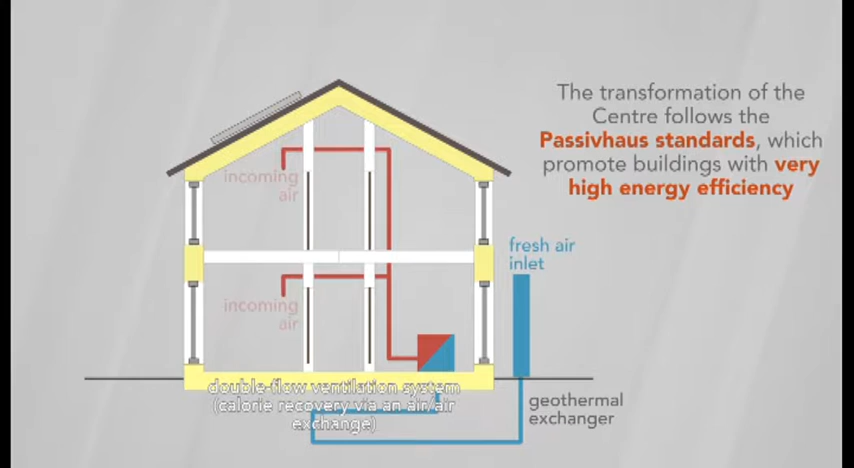 The transformation of the
Centre follows the
Passivhaus standards, which
promote buildings with very
high energy efficiency
incoming
air
fresh air
inlet
incoming
air
double-flow ventilation system
(calorie recovery via an air/air
exchange)
geothermal
exchanger